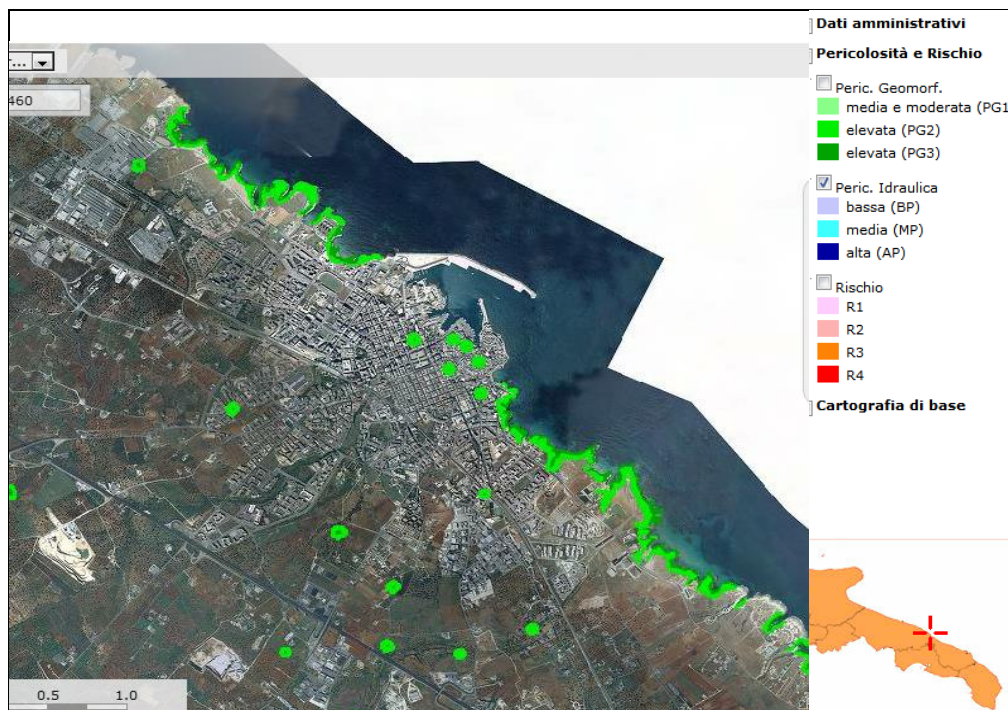 r...
460
Dati amministrativi
Pericolosità e Rischio
Peric. Geomorf.
media e moderata (PG1
elevata (PG2)
elevata (PG3)
Peric. Idraulica
bassa (BP)
media (MP)
alta (AP)
Rischio
R1
R2
R3
R4
Cartografia di base
0.5 1.0